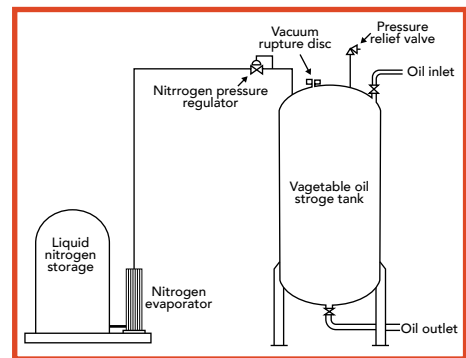 Vacuum
rupture disc
Pressure
relief valve
Oil inlet
Nitrrogen pressure
regulator
Vagetable oil
stroge tank
Liquid
nitrogen
storage
Nitrogen
evaporator
Oil outlet